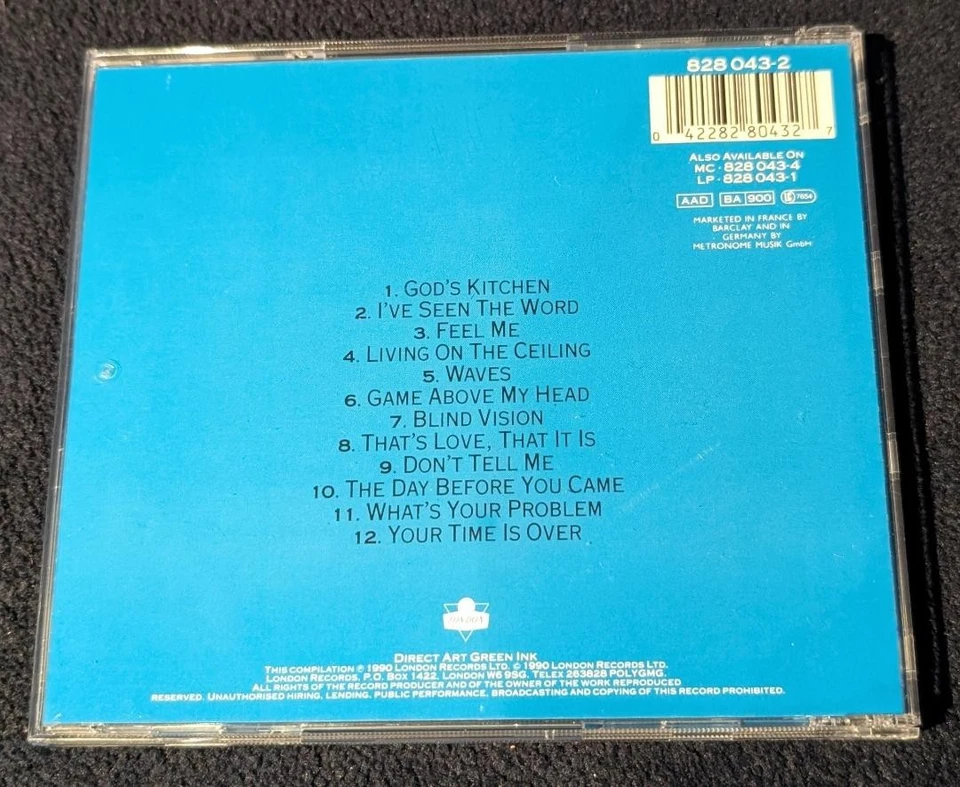 828 043-2
0 42282 80432 7
ALSO AVAILABLE ON
MC · 828 043-4
LP · 828 043-1
AAD BA 900 LC 7654
MARKETED IN FRANCE BY
BARCLAY AND IN
GERMANY BY
METRONOME MUSIK GmbH
1. GOD'S KITCHEN
2. I'VE SEEN THE WORD
3. FEEL ME
4. LIVING ON THE CEILING
5. WAVES
6. GAME ABOVE MY HEAD
7. BLIND VISION
8. THAT'S LOVE, THAT IT IS
9. DON'T TELL ME
10. THE DAY BEFORE YOU CAME
11. WHAT'S YOUR PROBLEM
12. YOUR TIME IS OVER
LONDON
DIRECT ART GREEN INK
THIS COMPILATION ℗ 1990 LONDON RECORDS LTD. © 1990 LONDON RECORDS LTD.
LONDON RECORDS, P.O. BOX 1422, LONDON W6 9SG. TELEX 263828 POLYGMG.
ALL RIGHTS OF THE RECORD PRODUCER AND OF THE OWNER OF THE WORK REPRODUCED
RESERVED. UNAUTHORISED HIRING, LENDING, PUBLIC PERFORMANCE, BROADCASTING AND COPYING OF THIS RECORD PROHIBITED.